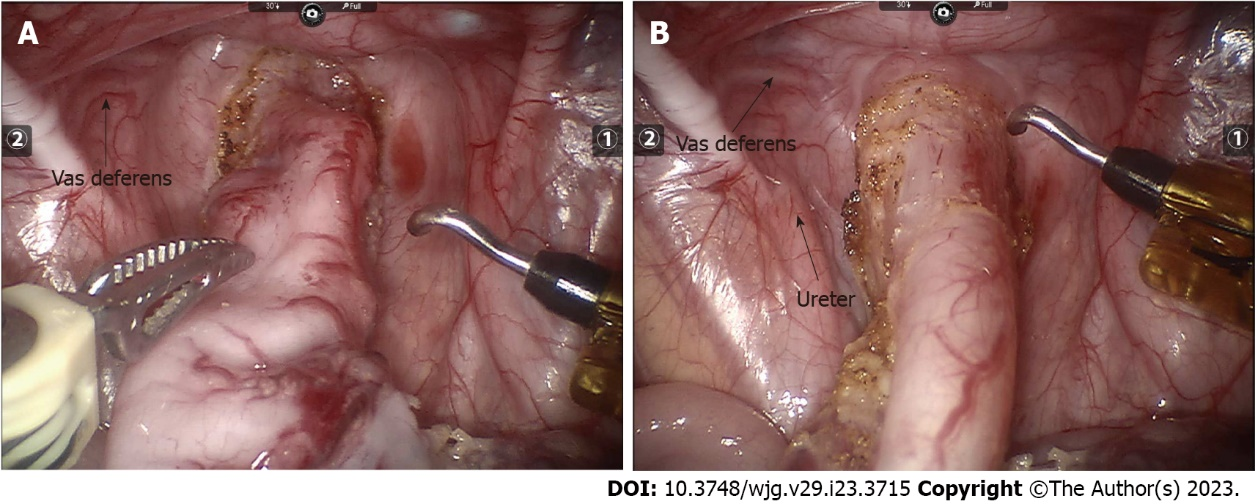 A
30°
Full
②
①
Vas deferens
B
30°
Full
②
①
Vas deferens
Ureter
DOI: 10.3748/wjg.v29.i23.3715 Copyright ©The Author(s) 2023.